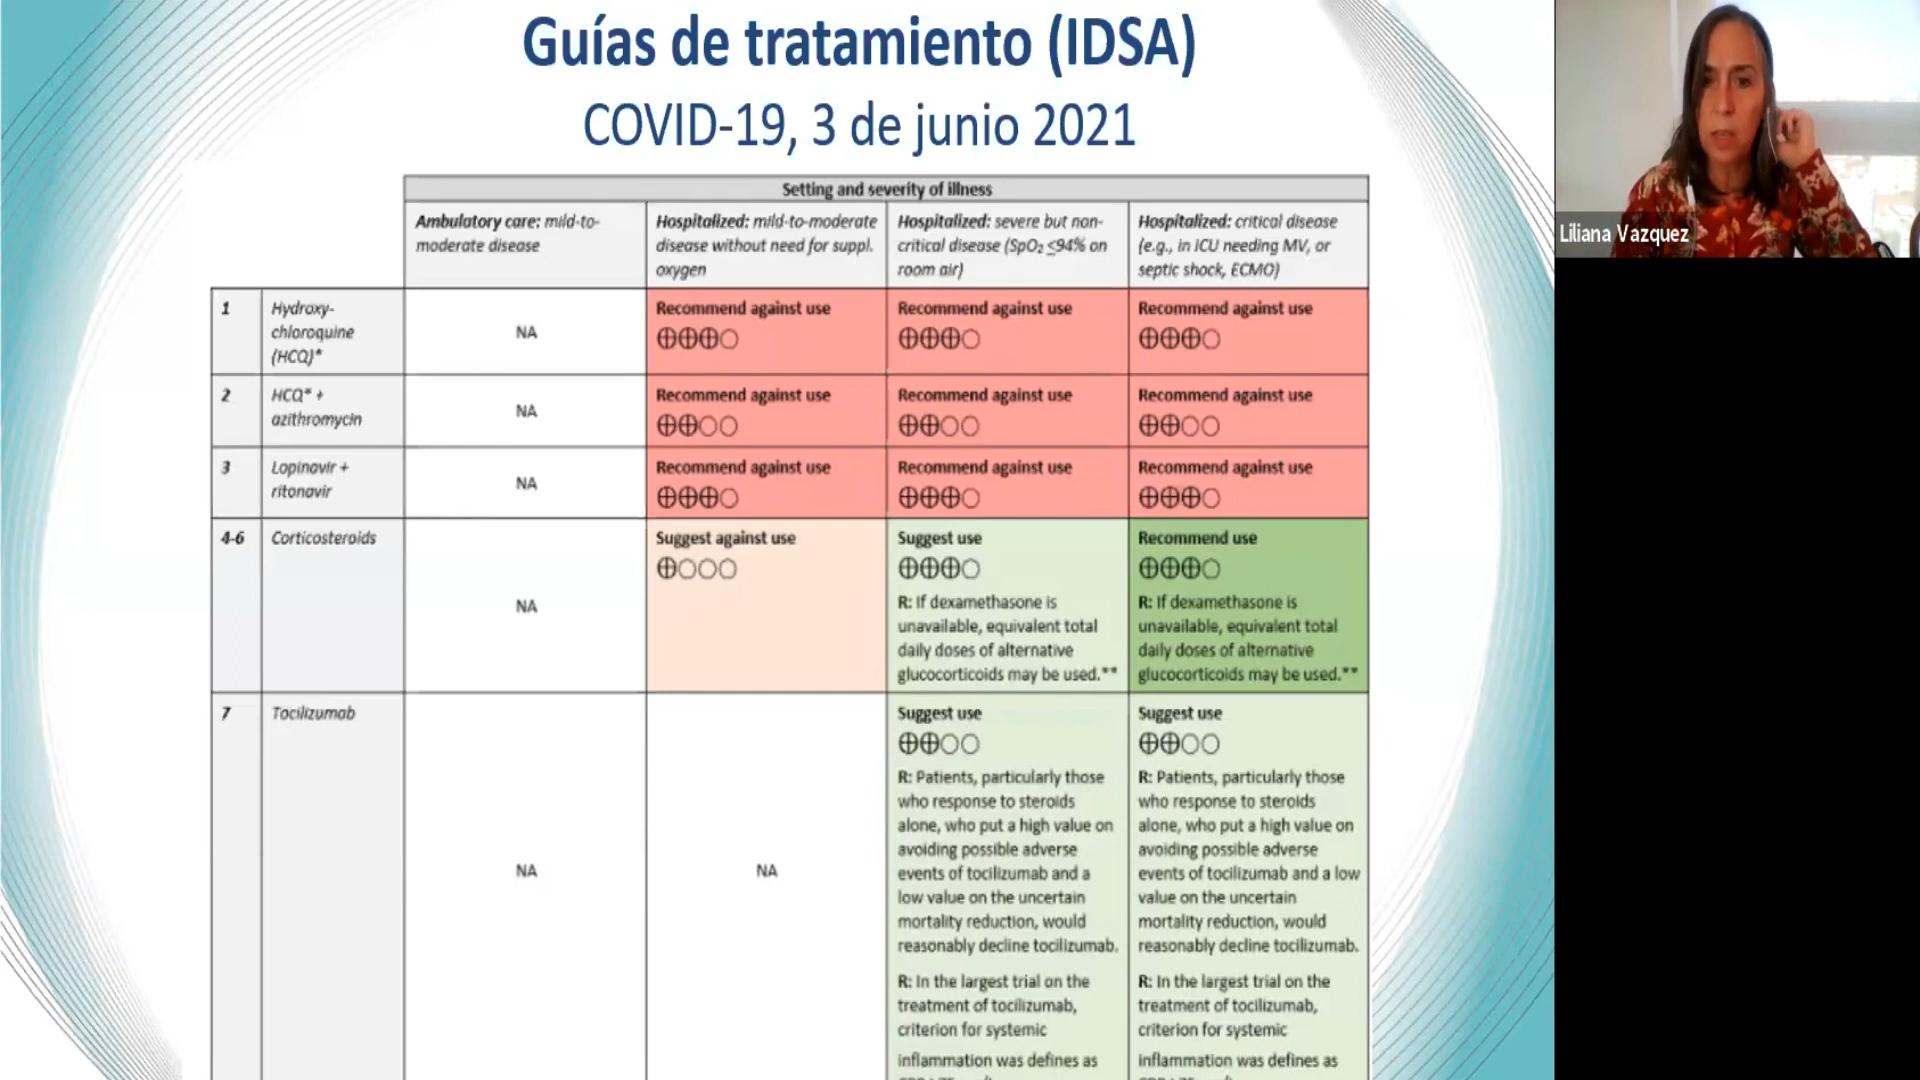 Guías de tratamiento (IDSA)
COVID-19, 3 de junio 2021
Liliana Vazquez
Setting and severity of illness
Ambulatory care: mild-to-
moderate disease
Hospitalized: mild-to-moderate
disease without need for suppl.
oxygen
Hospitalized: severe but non-
critical disease (SpO₂ ≤94% on
room air)
Hospitalized: critical disease
(e.g., in ICU needing MV, or
septic shock, ECMO)
1
Hydroxy-
chloroquine
(HCQ)*
NA
Recommend against use
⊕⊕⊕○
Recommend against use
⊕⊕⊕○
Recommend against use
⊕⊕⊕○
2
HCQ* +
azithromycin
NA
Recommend against use
⊕⊕○○
Recommend against use
⊕⊕○○
Recommend against use
⊕⊕○○
3
Lopinavir +
ritonavir
NA
Recommend against use
⊕⊕⊕○
Recommend against use
⊕⊕⊕○
Recommend against use
⊕⊕⊕○
4-6
Corticosteroids
NA
Suggest against use
⊕○○○
Suggest use
⊕⊕⊕○
R: If dexamethasone is
unavailable, equivalent total
daily doses of alternative
glucocorticoids may be used.**
Recommend use
⊕⊕⊕○
R: If dexamethasone is
unavailable, equivalent total
daily doses of alternative
glucocorticoids may be used.**
7
Tocilizumab
NA
NA
Suggest use
⊕⊕○○
R: Patients, particularly those
who response to steroids
alone, who put a high value on
avoiding possible adverse
events of tocilizumab and a
low value on the uncertain
mortality reduction, would
reasonably decline tocilizumab.
R: In the largest trial on the
treatment of tocilizumab,
criterion for systemic
inflammation was defines as
Suggest use
⊕⊕○○
R: Patients, particularly those
who response to steroids
alone, who put a high value on
avoiding possible adverse
events of tocilizumab and a low
value on the uncertain
mortality reduction, would
reasonably decline tocilizumab.
R: In the largest trial on the
treatment of tocilizumab,
criterion for systemic
inflammation was defines as